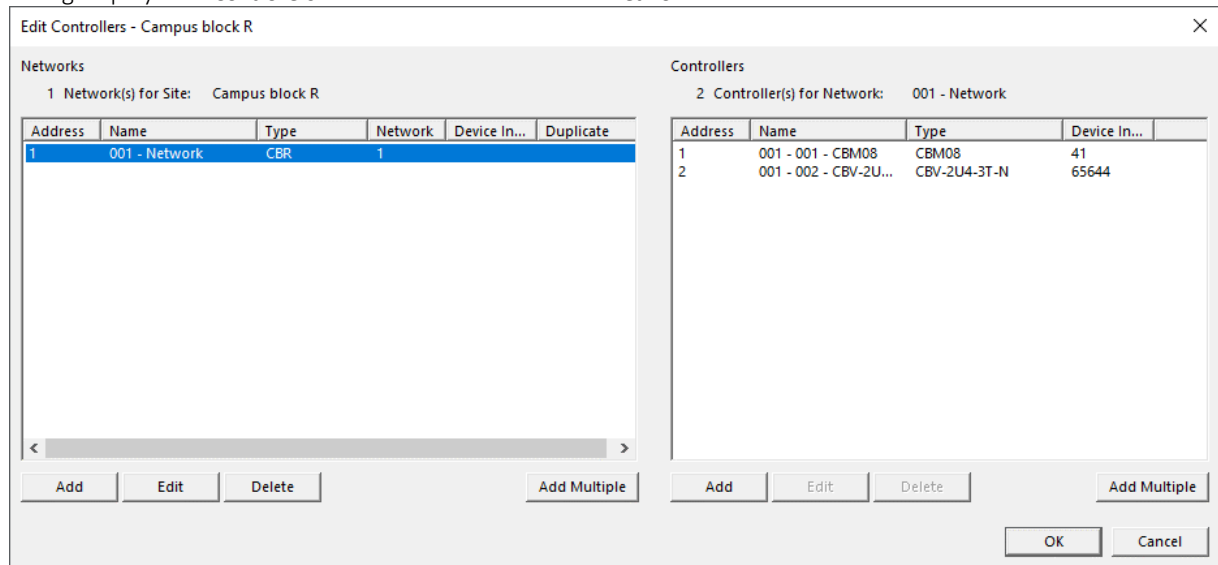 Edit Controllers - Campus block R
Networks
1 Network(s) for Site: Campus block R
Address Name Type Network Device In... Duplicate
1 001 - Network CBR 1
Add Edit Delete Add Multiple
Controllers
2 Controller(s) for Network: 001 - Network
Address Name Type Device In...
1 001 - 001 - CBM08 CBM08 41
2 001 - 002 - CBV-2U... CBV-2U4-3T-N 65644
Add Edit Delete Add Multiple
OK Cancel